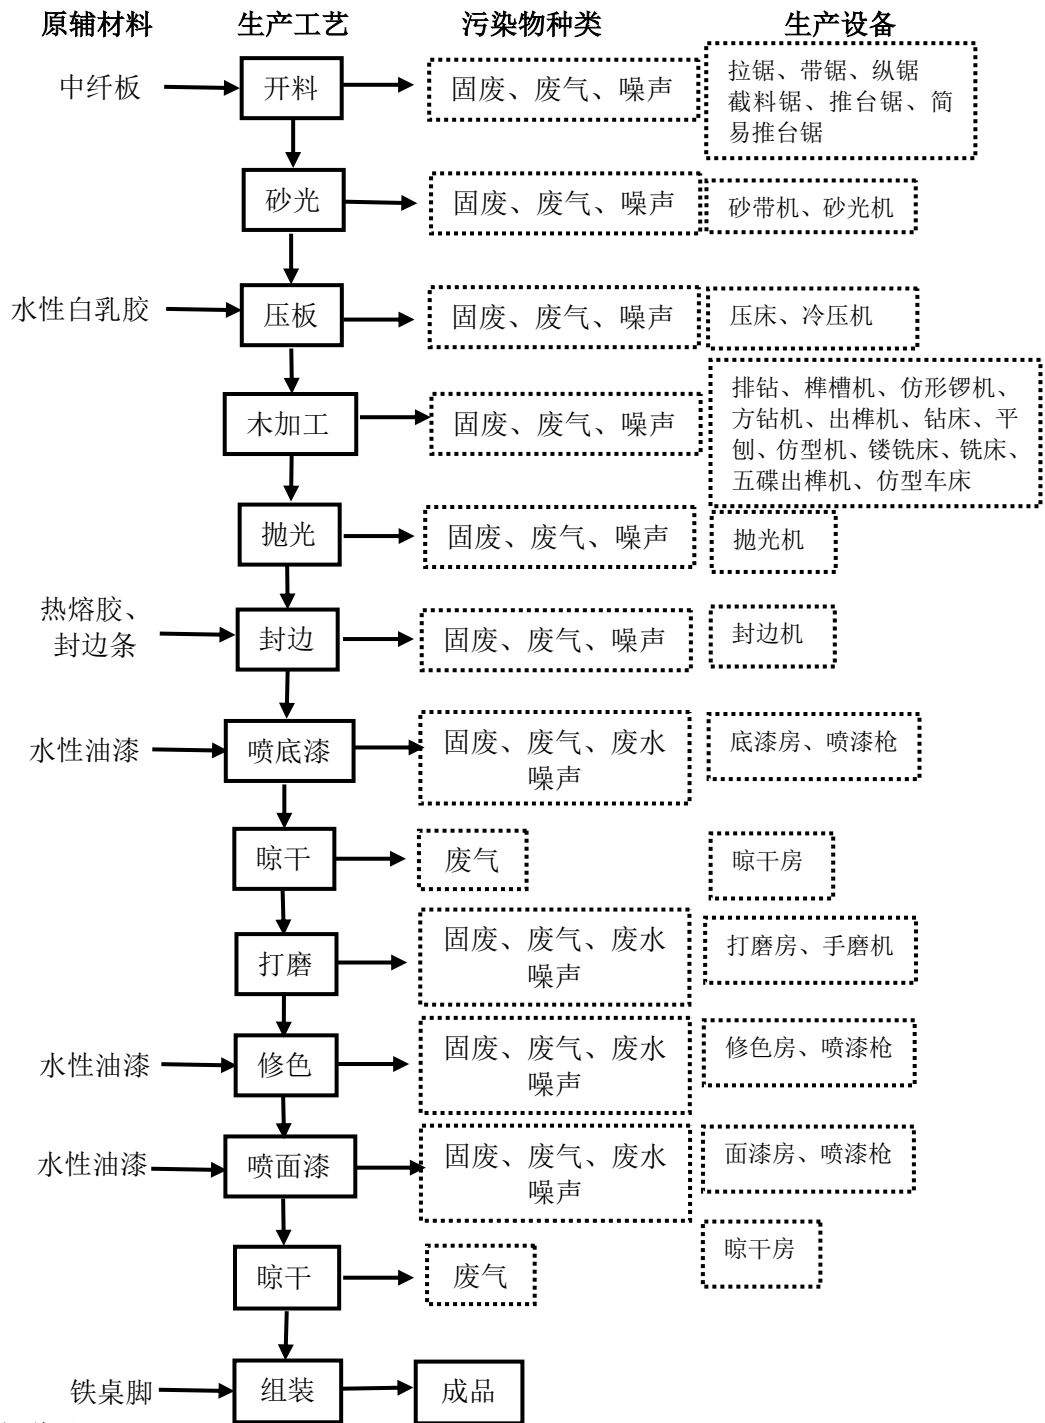 原辅材料 生产工艺 污染物种类 生产设备
中纤板 开料 固废、废气、噪声 拉锯、带锯、纵锯
截料锯、推台锯、简
易推台锯
砂光 固废、废气、噪声 砂带机、砂光机
水性白乳胶 压板 固废、废气、噪声 压床、冷压机
木加工 固废、废气、噪声 排钻、榫槽机、仿形锣机、
方钻机、出榫机、钻床、平
刨、仿型机、镂铣床、铣床、
五碟出榫机、仿型车床
抛光 固废、废气、噪声 抛光机
热熔胶、
封边条 封边 固废、废气、噪声 封边机
水性油漆 喷底漆 固废、废气、废水
噪声 底漆房、喷漆枪
晾干 废气 晾干房
打磨 固废、废气、废水
噪声 打磨房、手磨机
水性油漆 修色 固废、废气、废水
噪声 修色房、喷漆枪
水性油漆 喷面漆 固废、废气、废水
噪声 面漆房、喷漆枪
晾干 废气 晾干房
铁桌脚 组装 成品